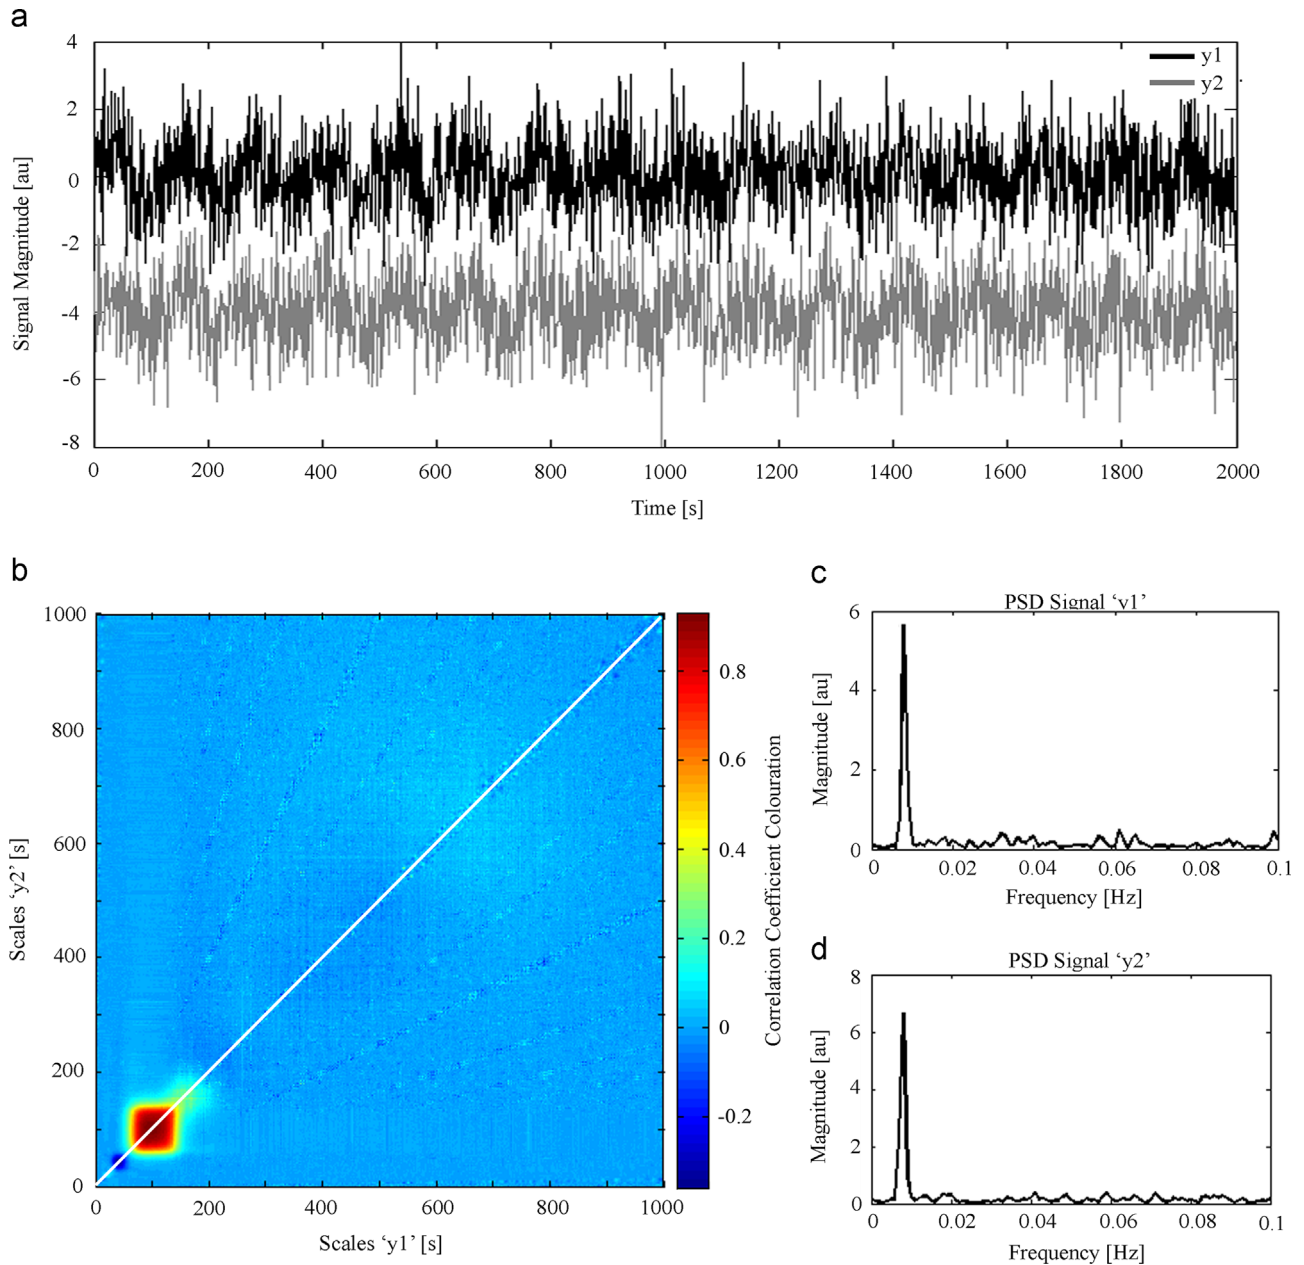 a
4
2
0
-2
-4
-6
-8
Signal Magnitude [au]
y1
y2
0 200 400 600 800 1000 1200 1400 1600 1800 2000
Time [s]
b
1000
800
600
400
200
0
Scales ‘y2’ [s]
0 200 400 600 800 1000
Scales ‘y1’ [s]
0.8
0.6
0.4
0.2
0
-0.2
Correlation Coefficient Colouration
c
PSD Signal ‘y1’
6
4
2
0
Magnitude [au]
0 0.02 0.04 0.06 0.08 0.1
Frequency [Hz]
d
PSD Signal ‘y2’
8
6
4
2
0
Magnitude [au]
0 0.02 0.04 0.06 0.08 0.1
Frequency [Hz]